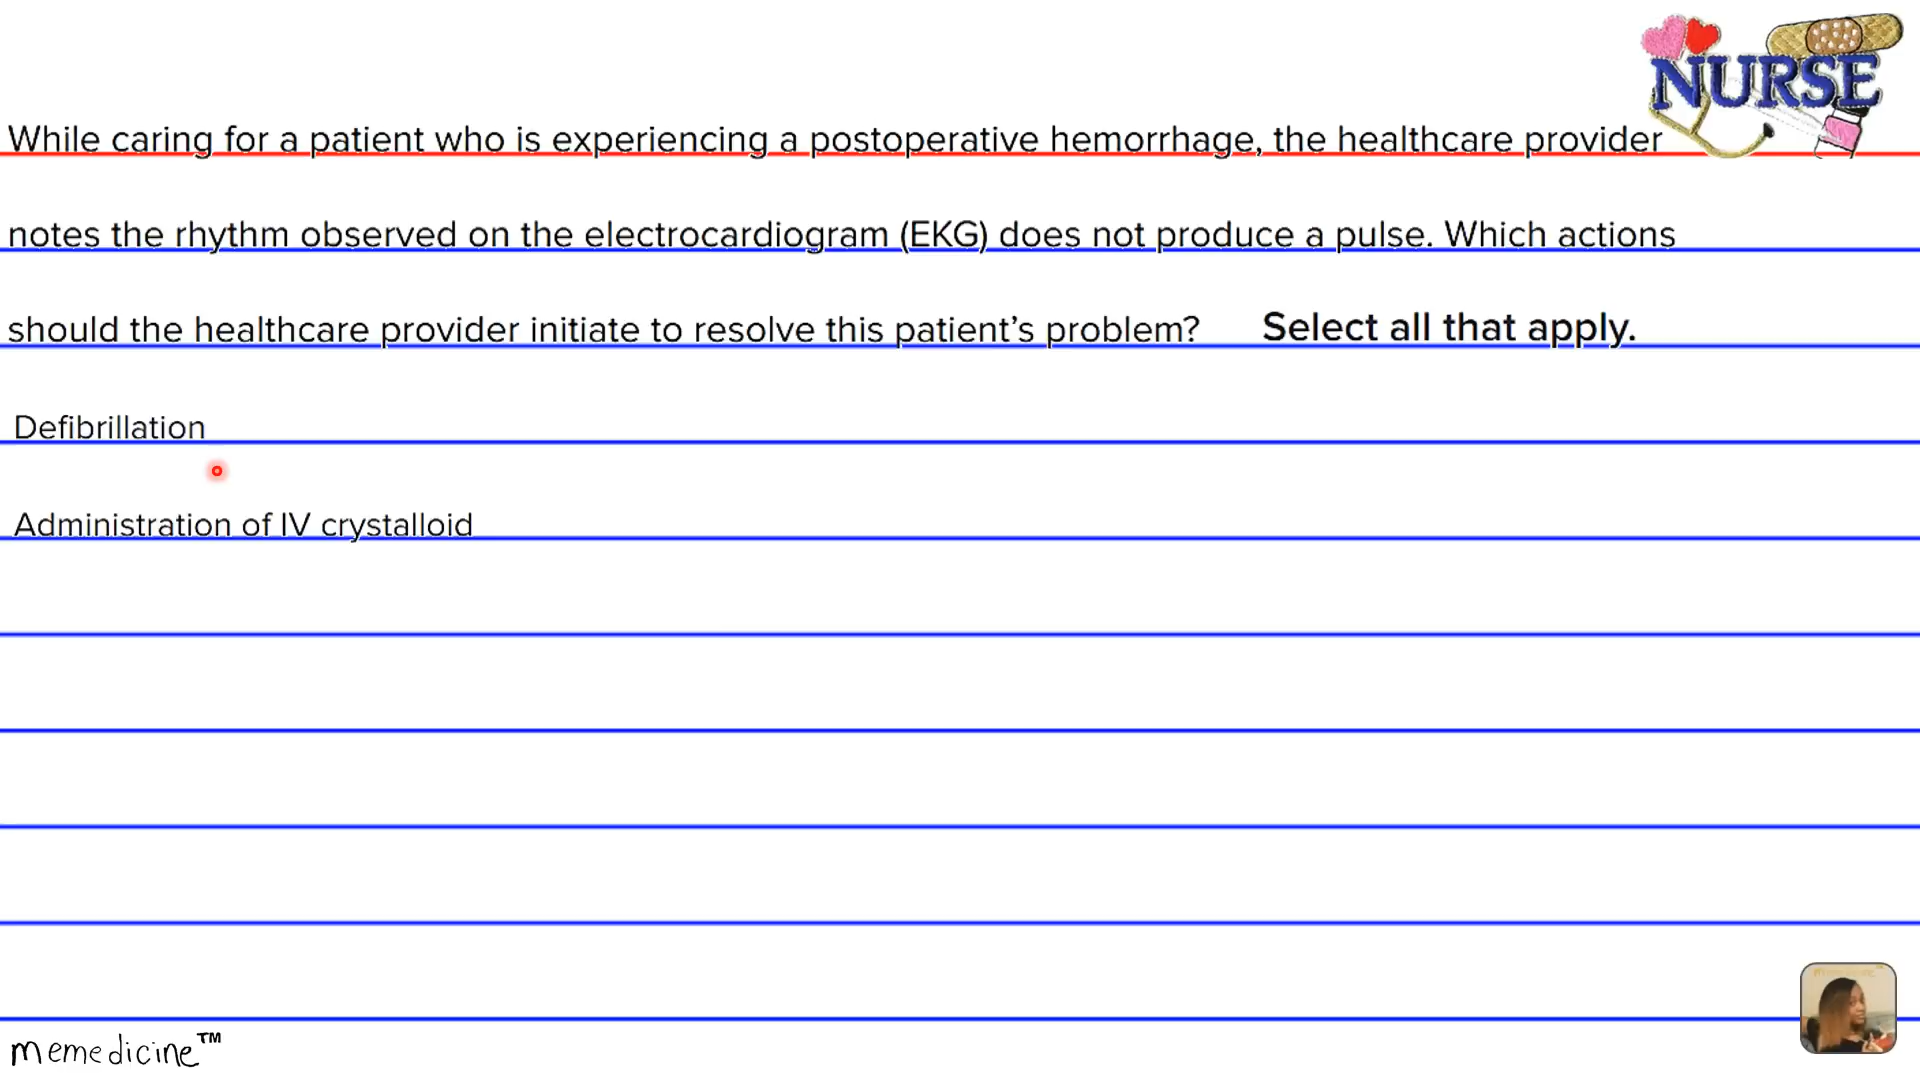 NURSE
While caring for a patient who is experiencing a postoperative hemorrhage, the healthcare provider
notes the rhythm observed on the electrocardiogram (EKG) does not produce a pulse. Which actions
should the healthcare provider initiate to resolve this patient’s problem? Select all that apply.
Defibrillation
Administration of IV crystalloid
memedicine™